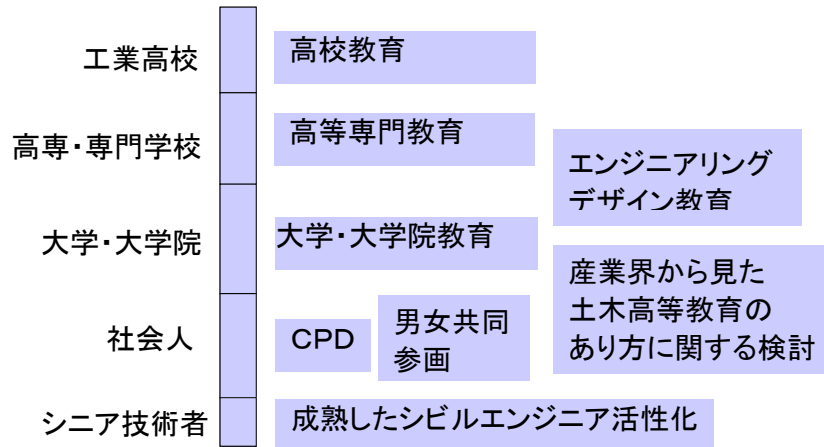 工業高校
高校教育
高専・専門学校
高等専門教育
エンジニアリング
デザイン教育
大学・大学院
大学・大学院教育
産業界から見た
土木高等教育の
あり方に関する検討
社会人
CPD
男女共同
参画
シニア技術者
成熟したシビルエンジニア活性化